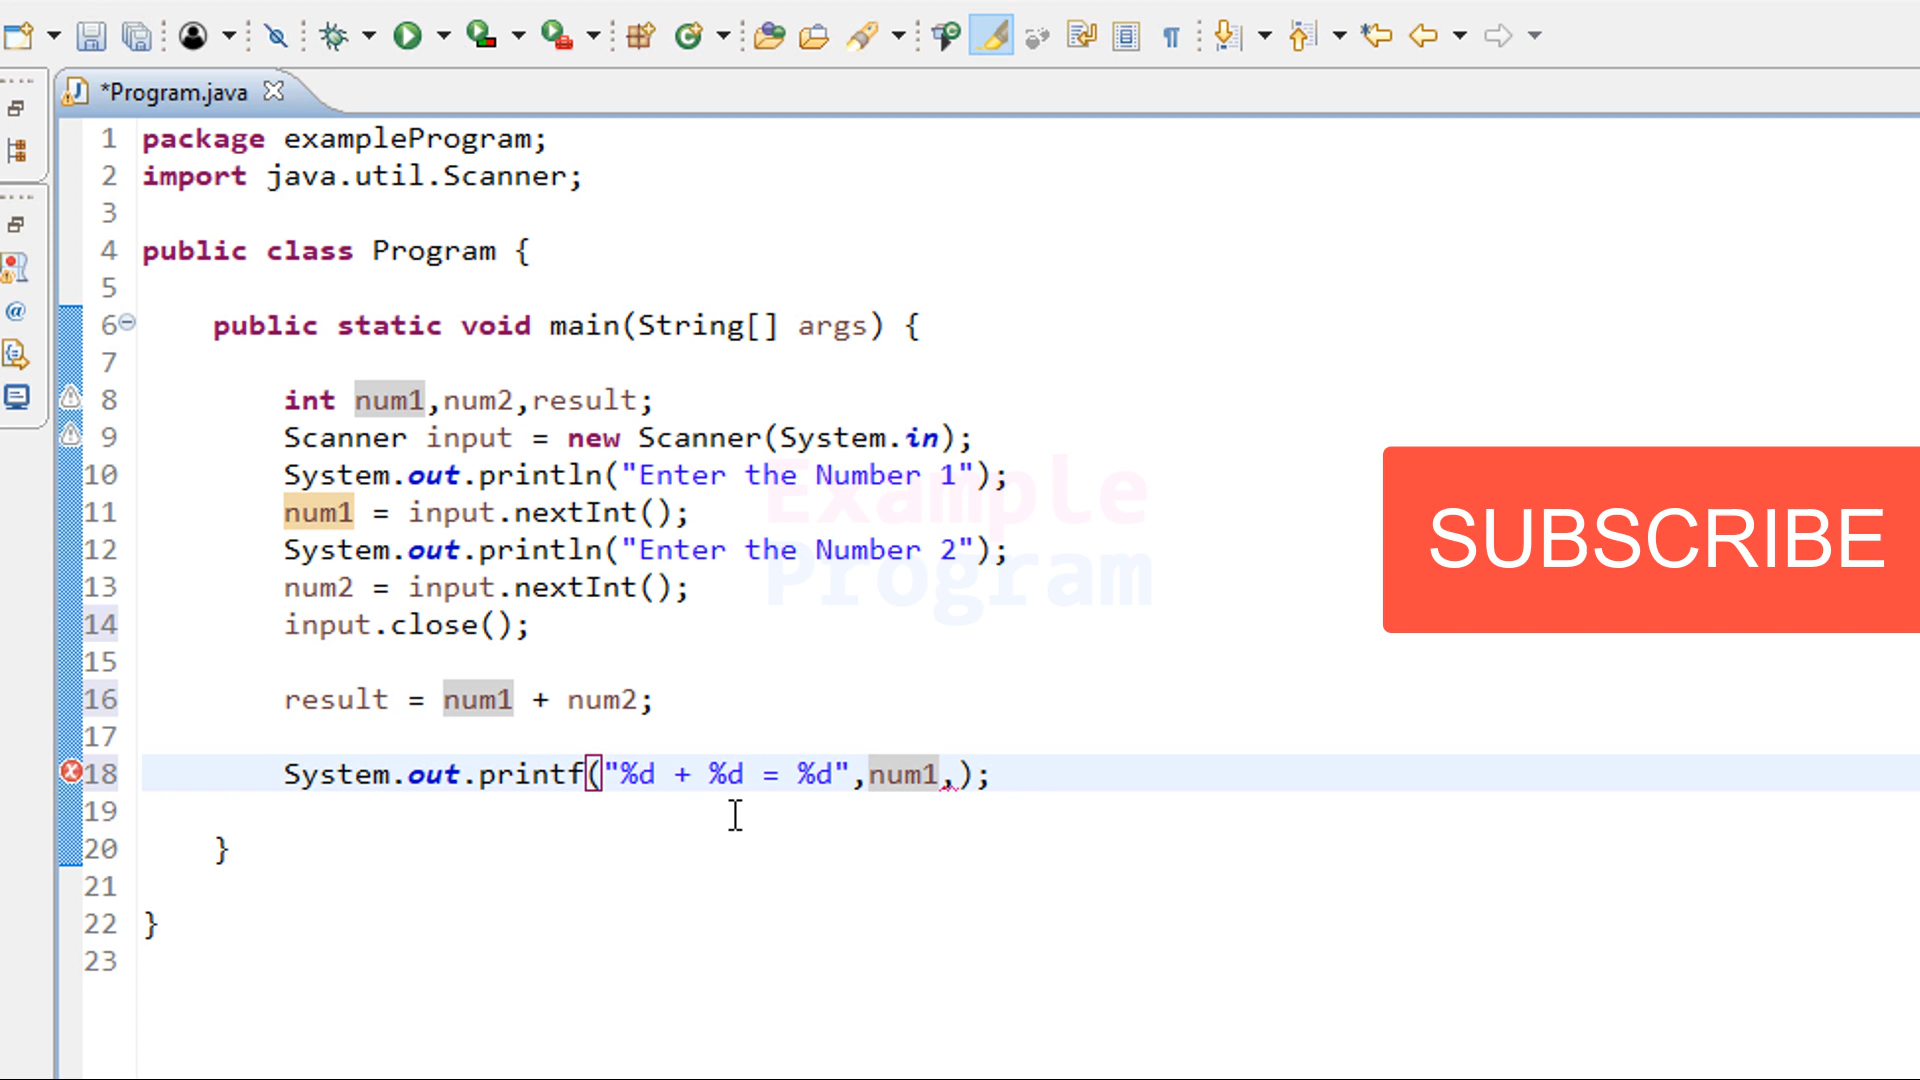 *Program.java
1 package exampleProgram;
2 import java.util.Scanner;
3
4 public class Program {
5
6 public static void main(String[] args) {
7
8 int num1,num2,result;
9 Scanner input = new Scanner(System.in);
10 System.out.println("Enter the Number 1");
11 num1 = input.nextInt();
12 System.out.println("Enter the Number 2");
13 num2 = input.nextInt();
14 input.close();
15
16 result = num1 + num2;
17
18 System.out.printf("%d + %d = %d",num1,);
19
20 }
21
22 }
23
Example
Program
SUBSCRIBE